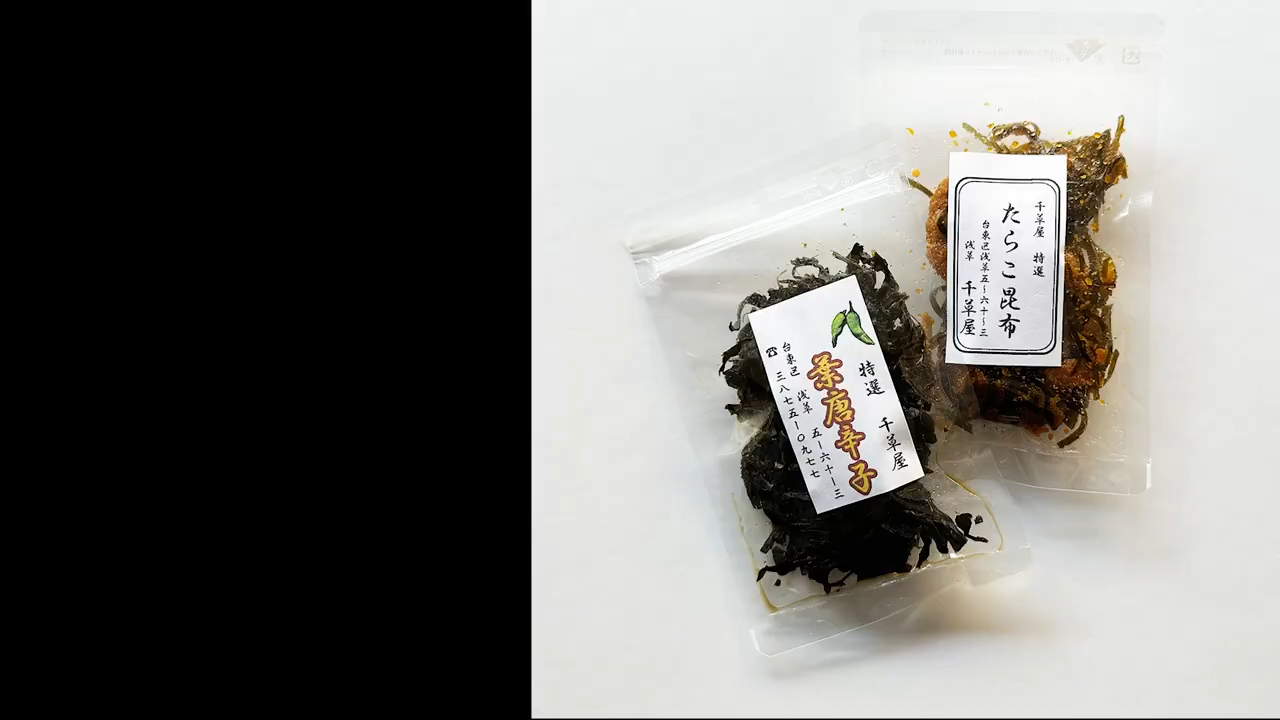 特選　千草屋
葉唐辛子
台東区　浅草　五ー六十ー三
☎　三八七五ー〇九七七
千草屋　特選
たらこ昆布
台東区浅草五〜六十〜三
浅草　千草屋